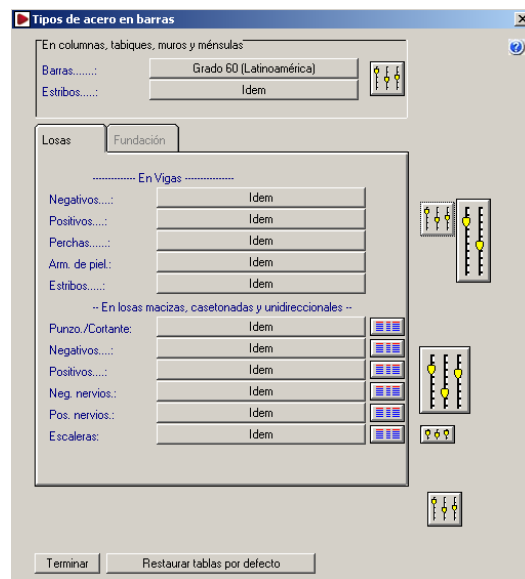 Tipos de acero en barras
En columnas, tabiques, muros y ménsulas
Barras.......: Grado 60 (Latinoamérica)
Estribos.....: Idem
Losas Fundación
-------------- En Vigas --------------
Negativos....: Idem
Positivos....: Idem
Perchas......: Idem
Arm. de piel.: Idem
Estribos.....: Idem
-- En losas macizas, casetonadas y unidireccionales --
Punzo./Cortante: Idem
Negativos....: Idem
Positivos....: Idem
Neg. nervios.: Idem
Pos. nervios.: Idem
Escaleras: Idem
Terminar Restaurar tablas por defecto